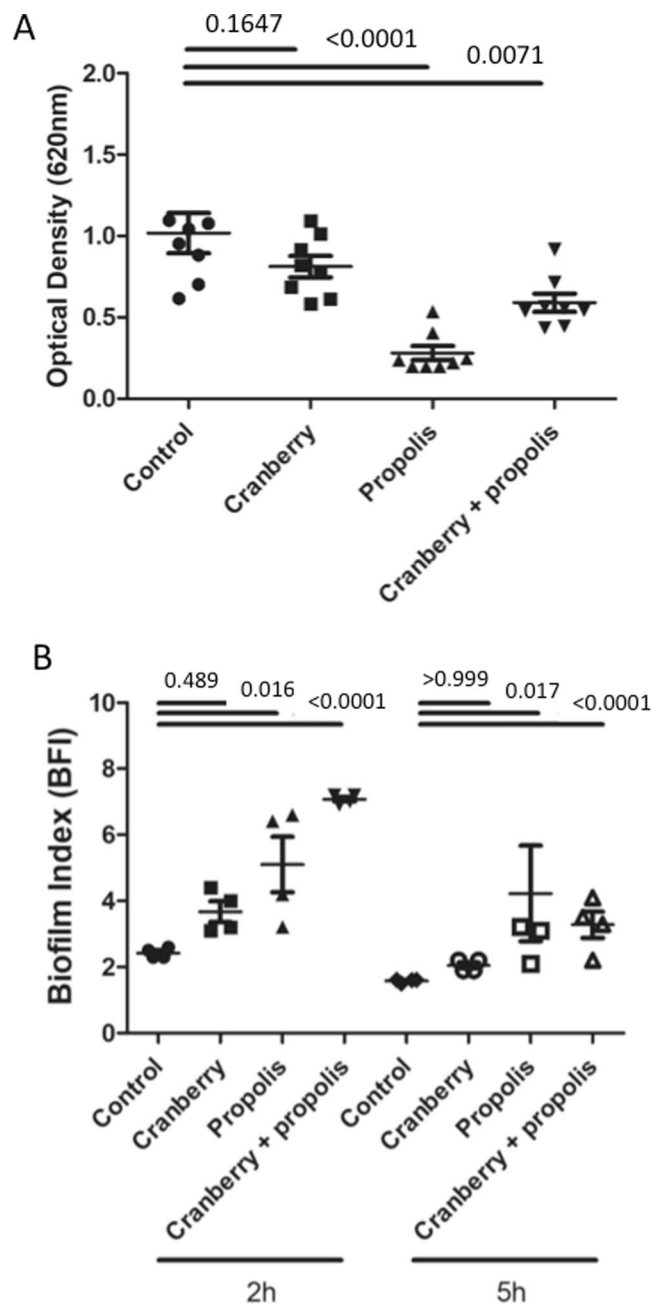 A
0.1647
<0.0001
0.0071
Optical Density (620nm)
2.0
1.5
1.0
0.5
0.0
Control
Cranberry
Propolis
Cranberry + propolis
B
0.489
0.016
<0.0001
>0.999
0.017
<0.0001
Biofilm Index (BFI)
10
8
6
4
2
0
Control
Cranberry
Propolis
Cranberry + propolis
Control
Cranberry
Propolis
Cranberry + propolis
2h
5h